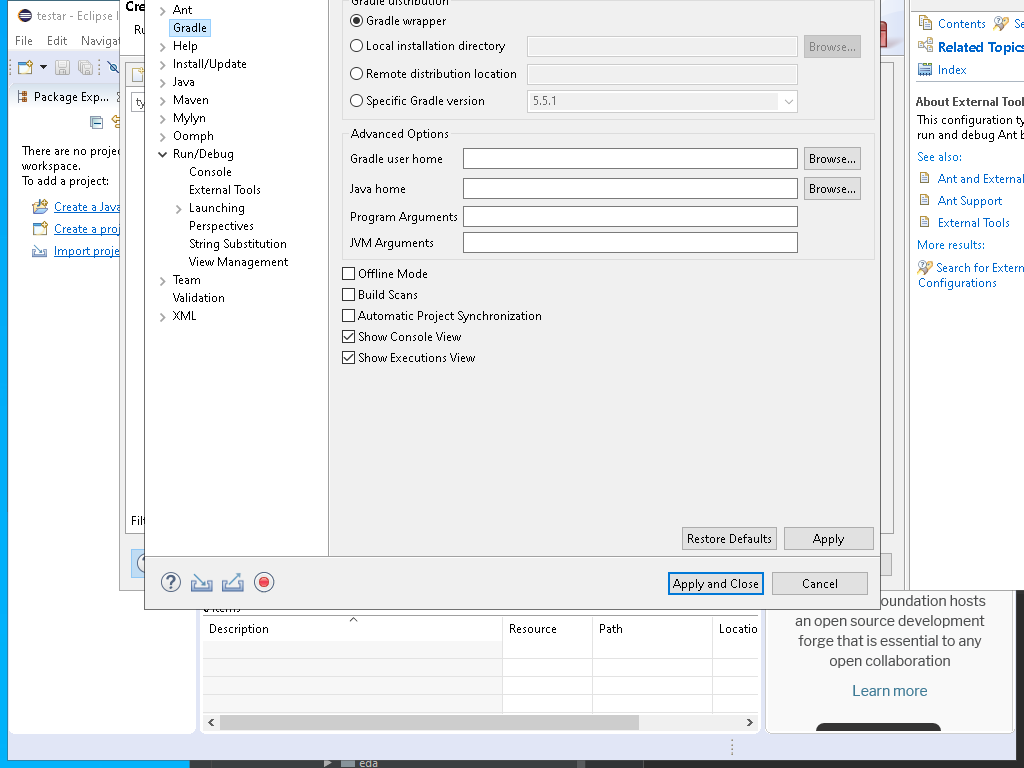 testar - Eclipse I
File Edit Navigat
Package Exp...
There are no proje
workspace.
To add a project:
Create a Java
Create a proj
Import proje
Cre
Ru
ty
Filt
Ant
Gradle
Help
Install/Update
Java
Maven
Mylyn
Oomph
Run/Debug
Console
External Tools
Launching
Perspectives
String Substitution
View Management
Team
Validation
XML
Gradle distribution
Gradle wrapper
Local installation directory
Browse...
Remote distribution location
Specific Gradle version
5.5.1
Advanced Options
Gradle user home
Browse...
Java home
Browse...
Program Arguments
JVM Arguments
Offline Mode
Build Scans
Automatic Project Synchronization
Show Console View
Show Executions View
Restore Defaults
Apply
Apply and Close
Cancel
Contents
Se
Related Topics
Index
About External Tool
This configuration ty
run and debug Ant b
See also:
Ant and External
Ant Support
External Tools
More results:
Search for Extern
Configurations
items
Description
Resource
Path
Locatio
oundation hosts
an open source development
forge that is essential to any
open collaboration
Learn more
eda